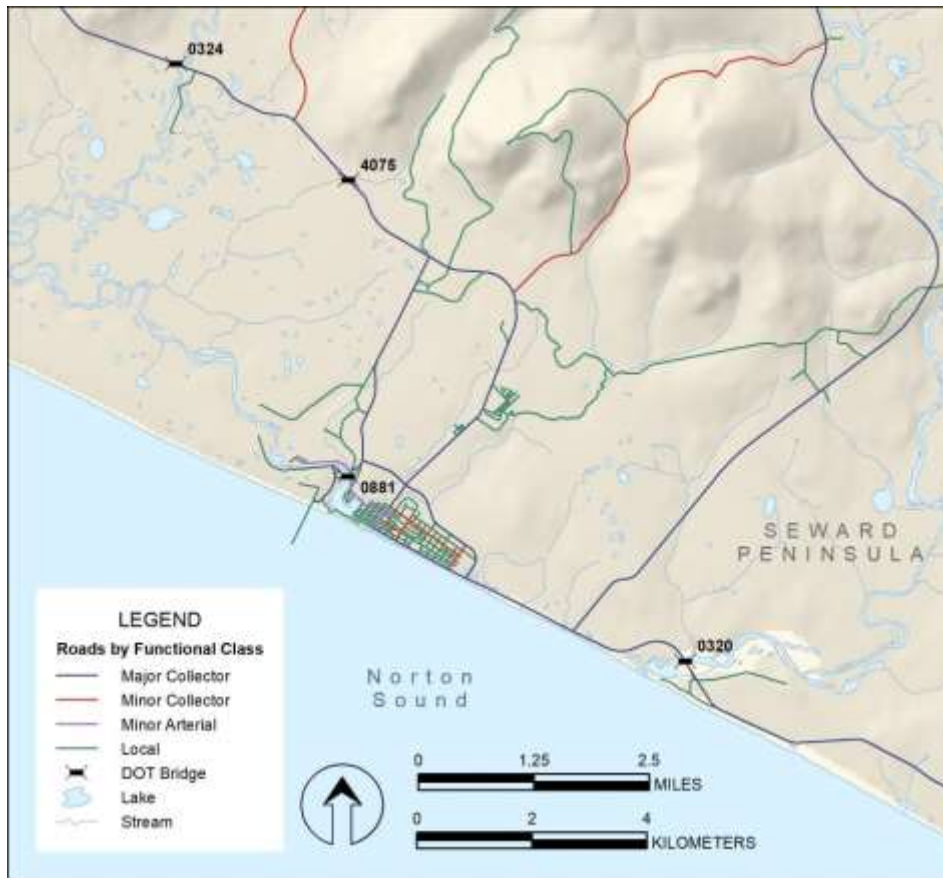 0324
4075
0881
SEWARD
PENINSULA
0320
Norton
Sound
LEGEND
Roads by Functional Class
Major Collector
Minor Collector
Minor Arterial
Local
DOT Bridge
Lake
Stream
0 1.25 2.5
MILES
0 2 4
KILOMETERS